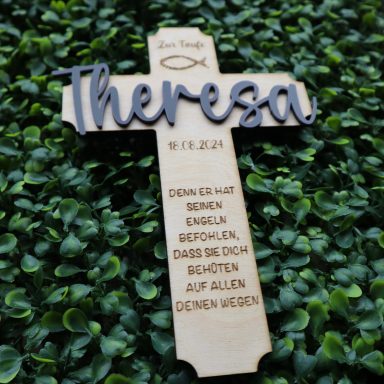 Zur Taufe
Theresa
18.08.2024
DENN ER HAT
SEINEN
ENGELN
BEFOHLEN,
DASS SIE DICH
BEHÜTEN
AUF ALLEN
DEINEN WEGEN